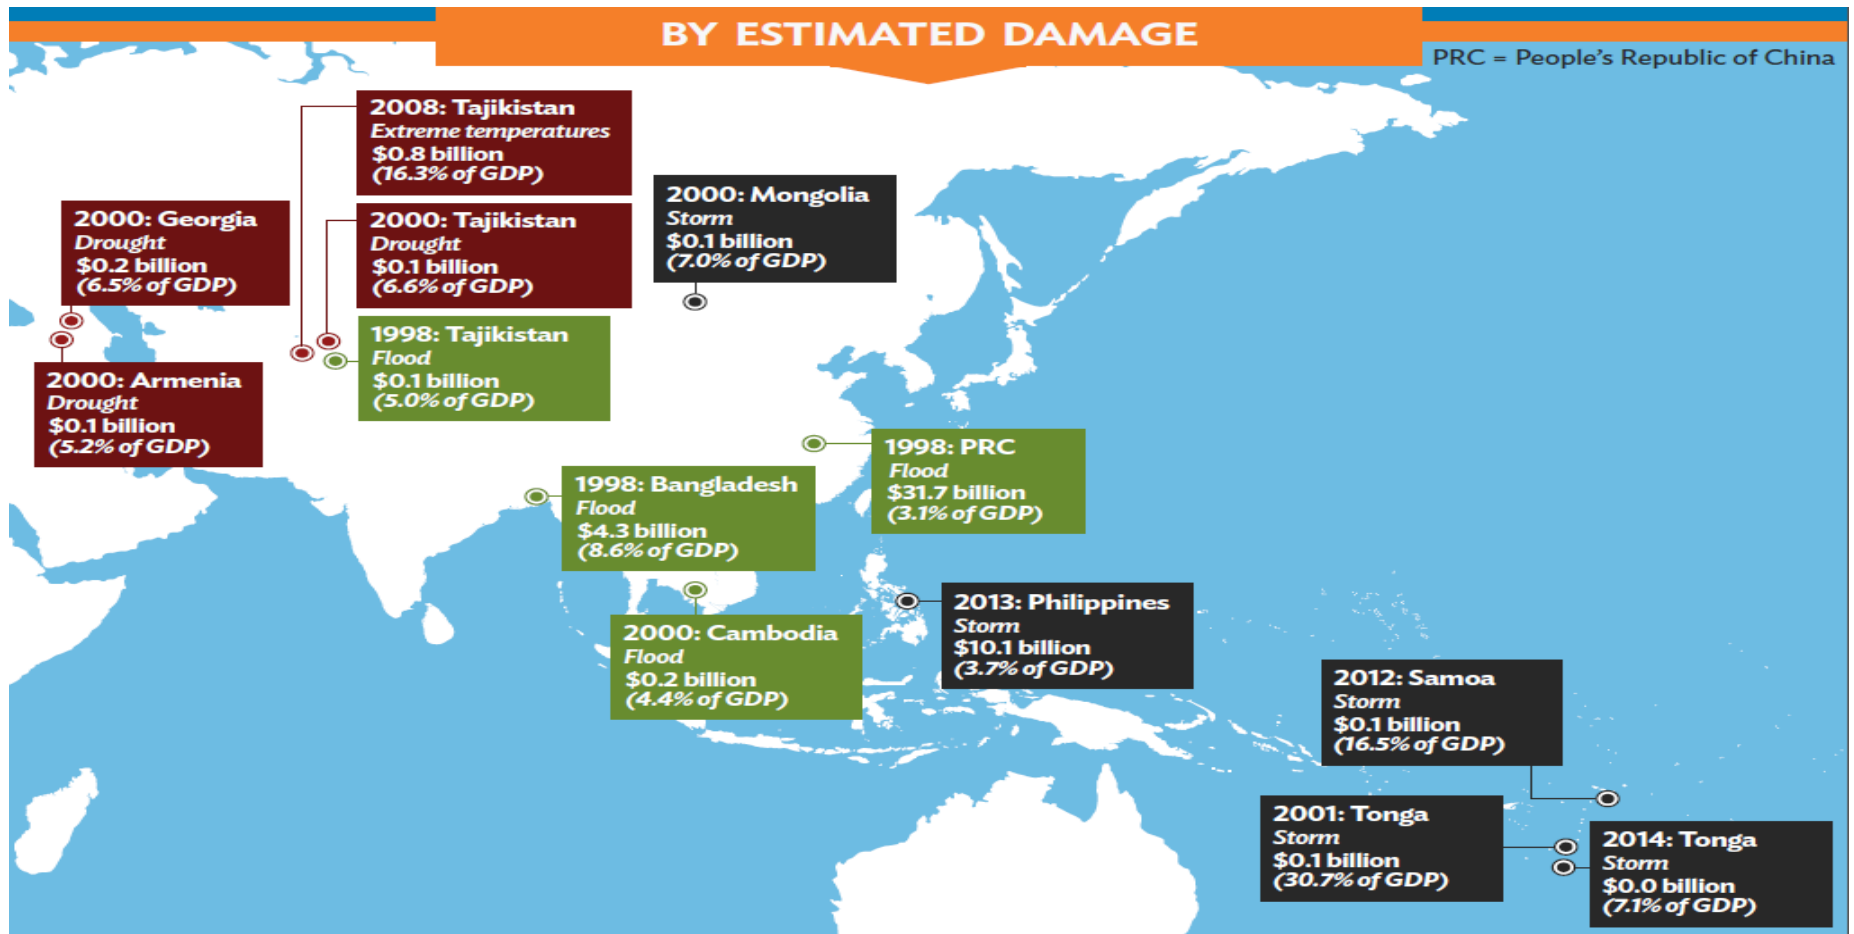 BY ESTIMATED DAMAGE
PRC = People's Republic of China
2008: Tajikistan
Extreme temperatures
$0.8 billion
(16.3% of GDP)
2000: Mongolia
Storm
$0.1 billion
(7.0% of GDP)
2000: Georgia
Drought
$0.2 billion
(6.5% of GDP)
2000: Tajikistan
Drought
$0.1 billion
(6.6% of GDP)
1998: Tajikistan
Flood
$0.1 billion
(5.0% of GDP)
2000: Armenia
Drought
$0.1 billion
(5.2% of GDP)
1998: PRC
Flood
$31.7 billion
(3.1% of GDP)
1998: Bangladesh
Flood
$4.3 billion
(8.6% of GDP)
2013: Philippines
Storm
$10.1 billion
(3.7% of GDP)
2000: Cambodia
Flood
$0.2 billion
(4.4% of GDP)
2012: Samoa
Storm
$0.1 billion
(16.5% of GDP)
2001: Tonga
Storm
$0.1 billion
(30.7% of GDP)
2014: Tonga
Storm
$0.0 billion
(7.1% of GDP)